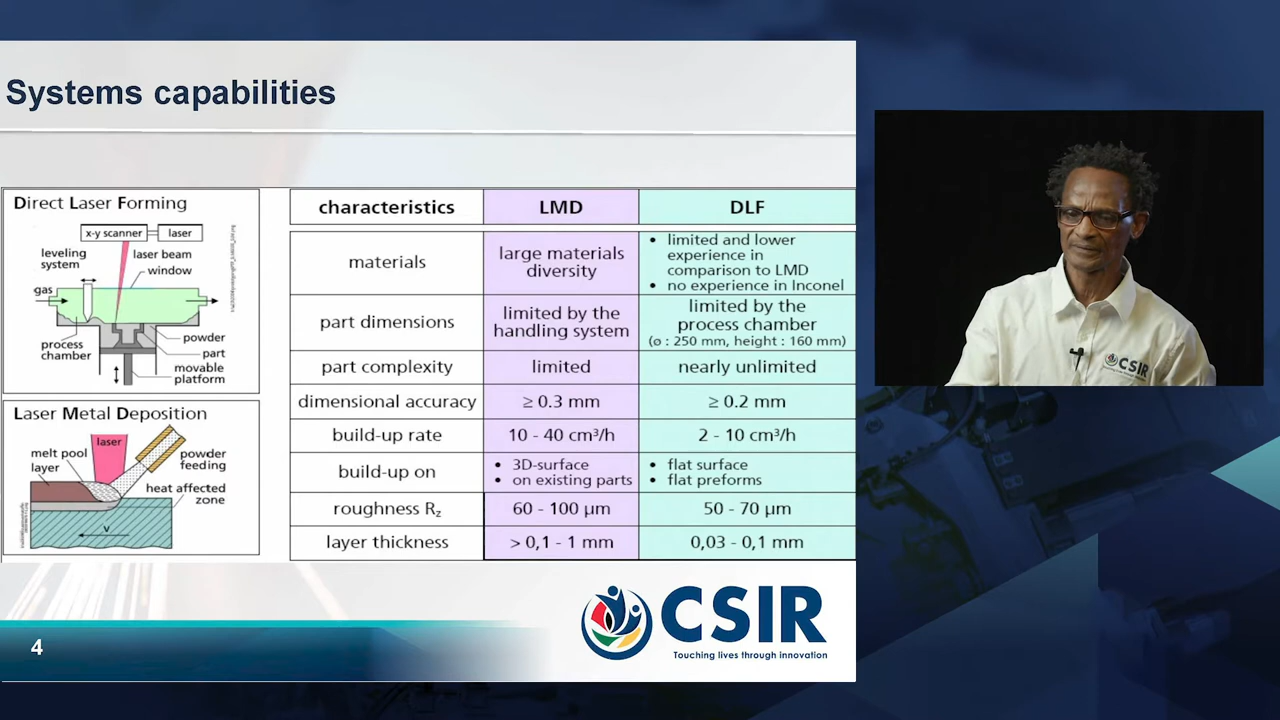 Systems capabilities
Direct Laser Forming
x-y scanner
laser
leveling
system
laser beam
window
gas
process
chamber
powder
part
movable
platform
Laser Metal Deposition
laser
melt pool
layer
powder
feeding
heat affected
zone
v
characteristics LMD DLF
materials
large materials
diversity
• limited and lower
experience in
comparison to LMD
• no experience in Inconel
part dimensions
limited by the
handling system
limited by the
process chamber
(ø : 250 mm, height : 160 mm)
part complexity limited nearly unlimited
dimensional accuracy ≥ 0.3 mm ≥ 0.2 mm
build-up rate 10 - 40 cm³/h 2 - 10 cm³/h
build-up on
• 3D-surface
• on existing parts
• flat surface
• flat preforms
roughness Rz 60 - 100 µm 50 - 70 µm
layer thickness > 0,1 - 1 mm 0,03 - 0,1 mm
4
CSIR
Touching lives through innovation
CSIR